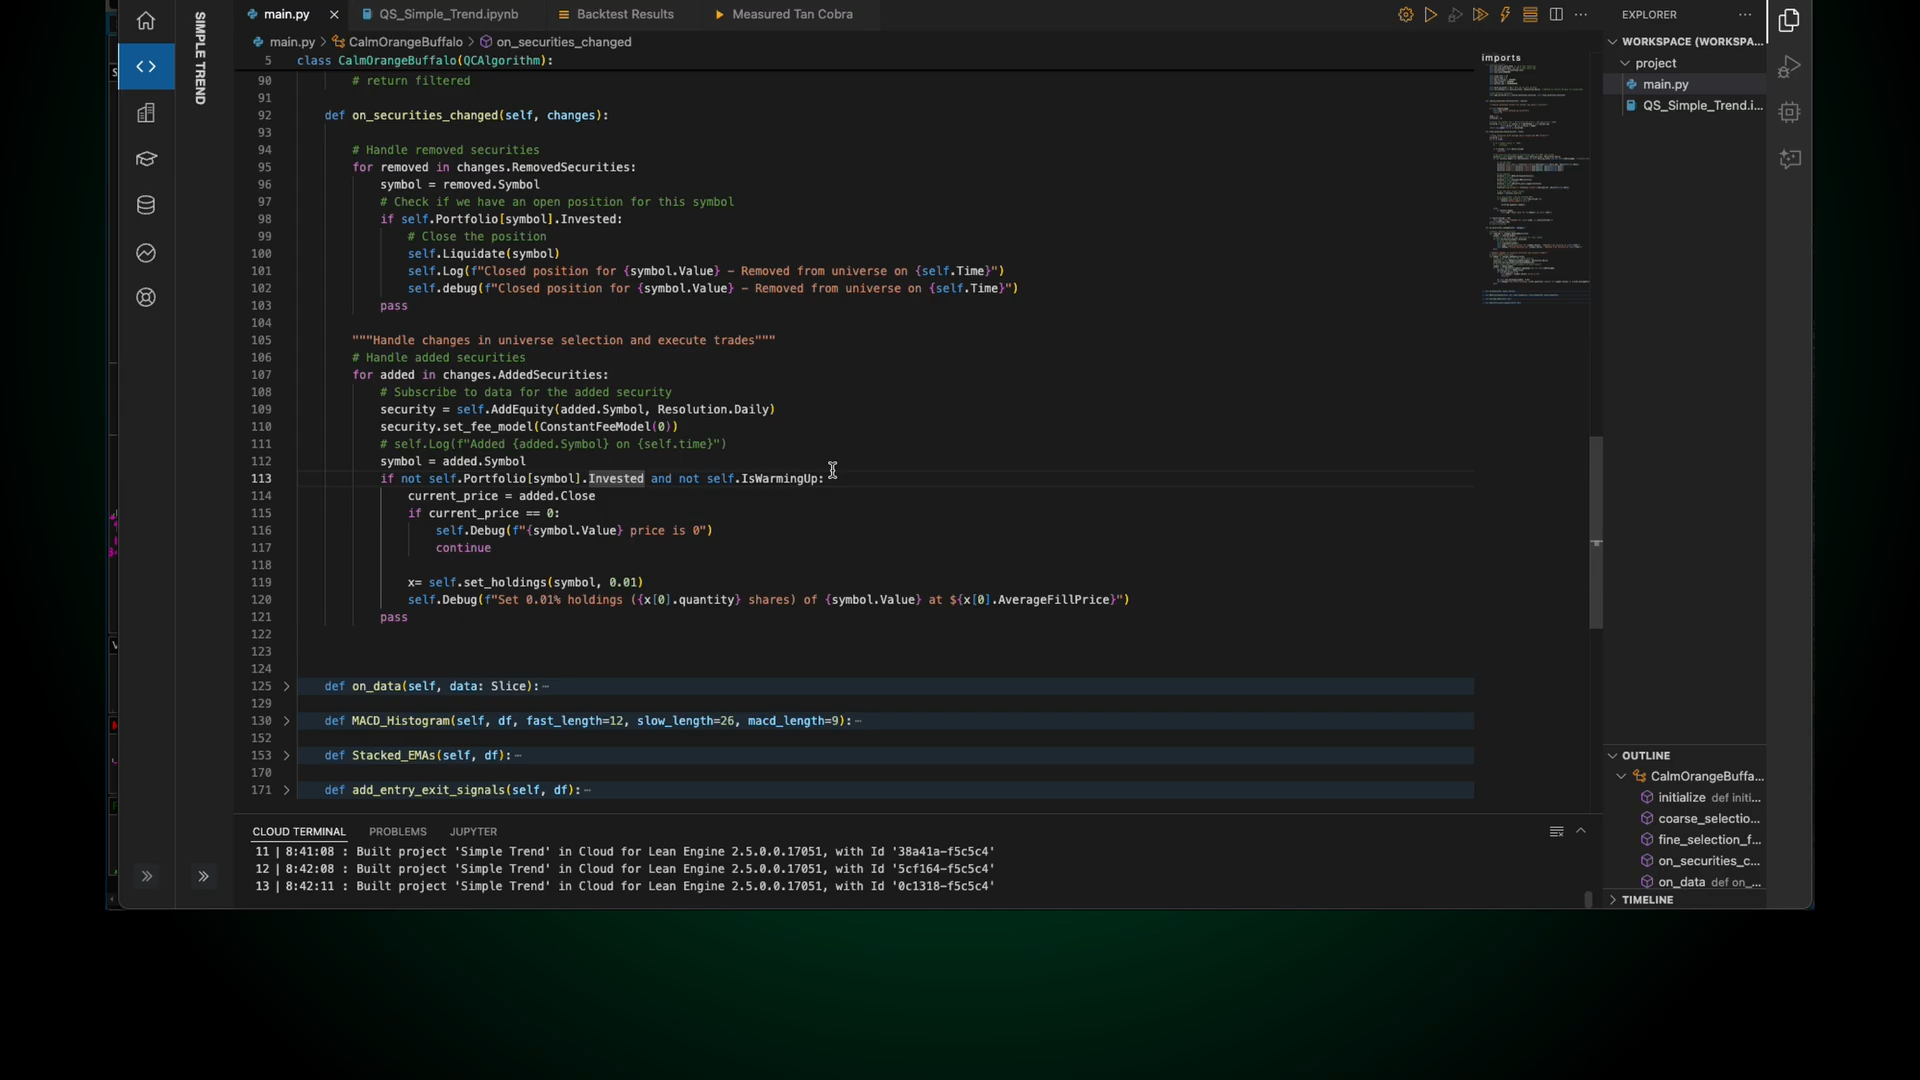 main.py
QS_Simple_Trend.ipynb
Backtest Results
Measured Tan Cobra
EXPLORER
main.py > CalmOrangeBuffalo > on_securities_changed
SIMPLE TREND
5 class CalmOrangeBuffalo(QCAlgorithm):
90 # return filtered
91
92 def on_securities_changed(self, changes):
93
94 # Handle removed securities
95 for removed in changes.RemovedSecurities:
96 symbol = removed.Symbol
97 # Check if we have an open position for this symbol
98 if self.Portfolio[symbol].Invested:
99 # Close the position
100 self.Liquidate(symbol)
101 self.Log(f"Closed position for {symbol.Value} - Removed from universe on {self.Time}")
102 self.debug(f"Closed position for {symbol.Value} - Removed from universe on {self.Time}")
103 pass
104
105 """Handle changes in universe selection and execute trades"""
106 # Handle added securities
107 for added in changes.AddedSecurities:
108 # Subscribe to data for the added security
109 security = self.AddEquity(added.Symbol, Resolution.Daily)
110 security.set_fee_model(ConstantFeeModel(0))
111 # self.Log(f"Added {added.Symbol} on {self.time}")
112 symbol = added.Symbol
113 if not self.Portfolio[symbol].Invested and not self.IsWarmingUp:
114 current_price = added.Close
115 if current_price == 0:
116 self.Debug(f"{symbol.Value} price is 0")
117 continue
118
119 x= self.set_holdings(symbol, 0.01)
120 self.Debug(f"Set 0.01% holdings ({x[0].quantity} shares) of {symbol.Value} at ${x[0].AverageFillPrice}")
121 pass
122
123
124
125 def on_data(self, data: Slice):
129
130 def MACD_Histogram(self, df, fast_length=12, slow_length=26, macd_length=9):
152
153 def Stacked_EMAs(self, df):
170
171 def add_entry_exit_signals(self, df):
imports
WORKSPACE (WORKSPA...
project
main.py
QS_Simple_Trend.i...
OUTLINE
CalmOrangeBuffa...
initialize def initi...
coarse_selectio...
fine_selection_f...
on_securities_c...
on_data def on_...
TIMELINE
CLOUD TERMINAL
PROBLEMS
JUPYTER
11 | 8:41:08 : Built project 'Simple Trend' in Cloud for Lean Engine 2.5.0.0.17051, with Id '38a41a-f5c5c4'
12 | 8:42:08 : Built project 'Simple Trend' in Cloud for Lean Engine 2.5.0.0.17051, with Id '5cf164-f5c5c4'
13 | 8:42:11 : Built project 'Simple Trend' in Cloud for Lean Engine 2.5.0.0.17051, with Id '0c1318-f5c5c4'